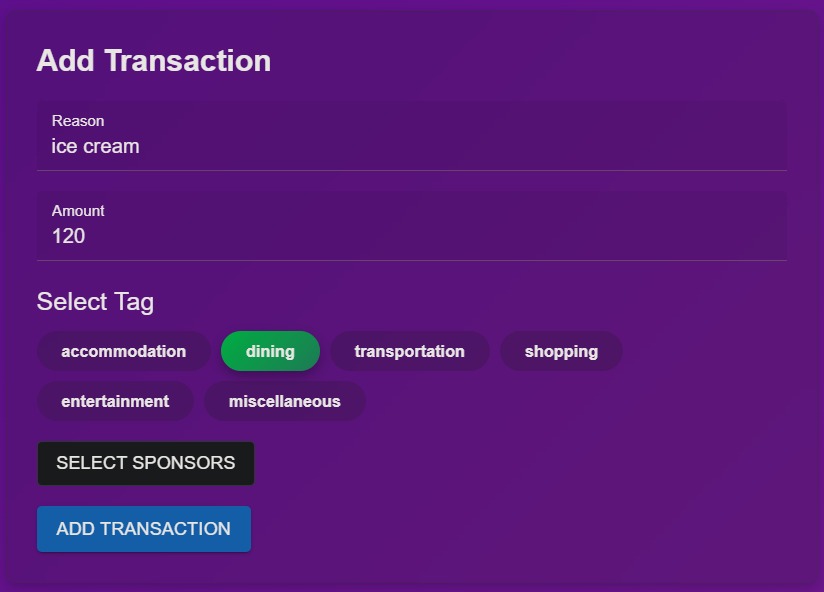 Add Transaction
Reason
ice cream
Amount
120
Select Tag
accommodation dining transportation shopping
entertainment miscellaneous
SELECT SPONSORS
ADD TRANSACTION